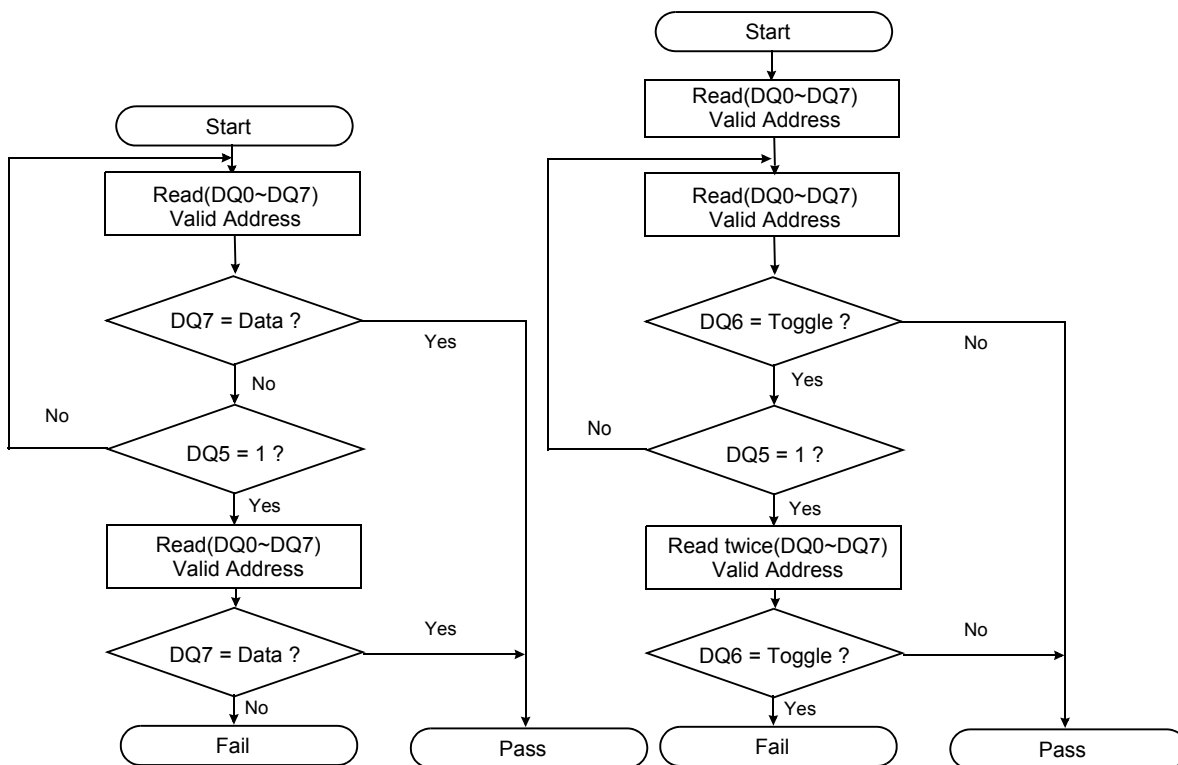 Start
Read(DQ0~DQ7)
Valid Address
DQ7 = Data ?
Yes
No
No
DQ5 = 1 ?
Yes
Read(DQ0~DQ7)
Valid Address
DQ7 = Data ?
Yes
No
Fail
Pass
Start
Read(DQ0~DQ7)
Valid Address
Read(DQ0~DQ7)
Valid Address
DQ6 = Toggle ?
No
Yes
No
DQ5 = 1 ?
Yes
Read twice(DQ0~DQ7)
Valid Address
DQ6 = Toggle ?
No
Yes
Fail
Pass